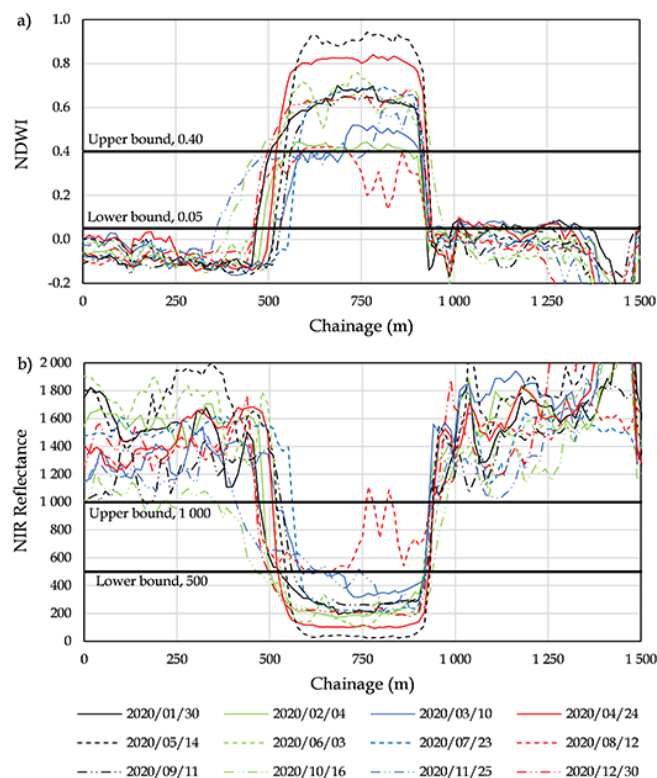 a)
1.0
0.8
0.6
Upper bound, 0.40
0.4
NDWI
0.2
Lower bound, 0.05
0.0
-0.2
0 250 500 750 1 000 1 250 1 500
Chainage (m)
b)
2 000
1 800
1 600
1 400
1 200
1 000
Upper bound, 1 000
NIR Reflectance
800
600
Lower bound, 500
400
200
0
0 250 500 750 1 000 1 250 1 500
Chainage (m)
2020/01/30 2020/02/04 2020/03/10 2020/04/24
2020/05/14 2020/06/03 2020/07/23 2020/08/12
2020/09/11 2020/10/16 2020/11/25 2020/12/30